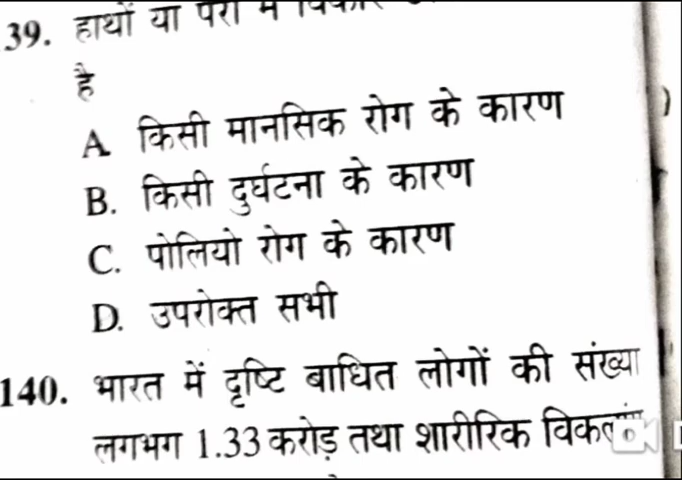 39. हाथों या पैरों में
है
A. किसी मानसिक रोग के कारण
B. किसी दुर्घटना के कारण
C. पोलियो रोग के कारण
D. उपरोक्त सभी
140. भारत में दृष्टि बाधित लोगों की संख्या
लगभग 1.33 करोड़ तथा शारीरिक